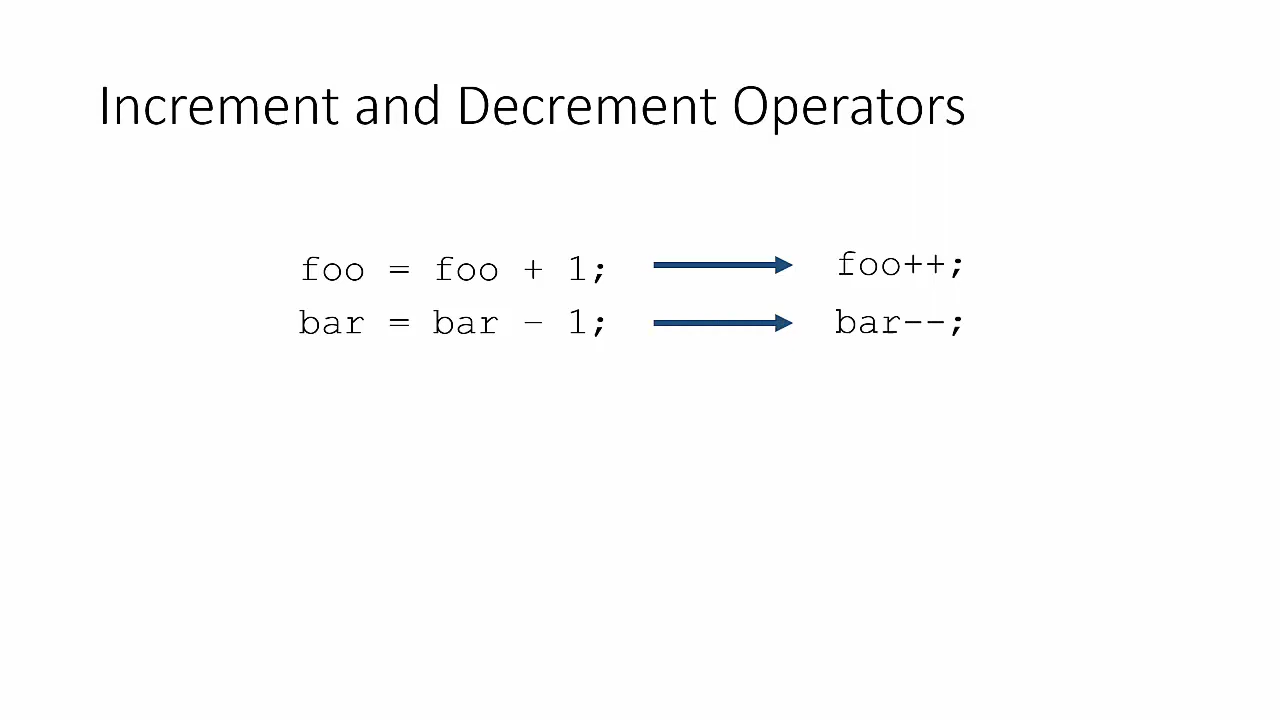 Increment and Decrement Operators
foo = foo + 1; foo++;
bar = bar – 1; bar--;